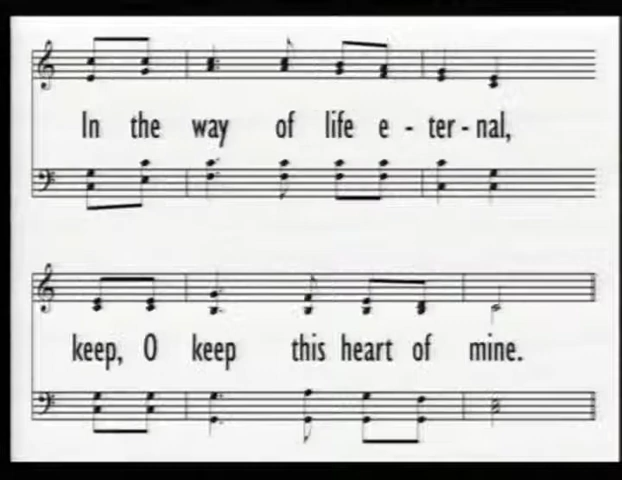 In the way of life e - ter - nal,
keep, O keep this heart of mine.